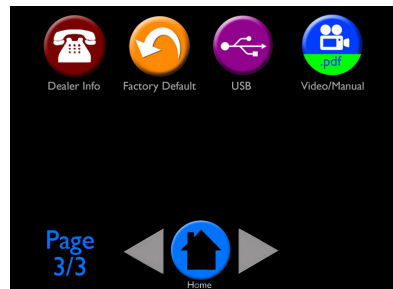 .pdf
Dealer Info Factory Default USB Video/Manual
Page
3/3
Home